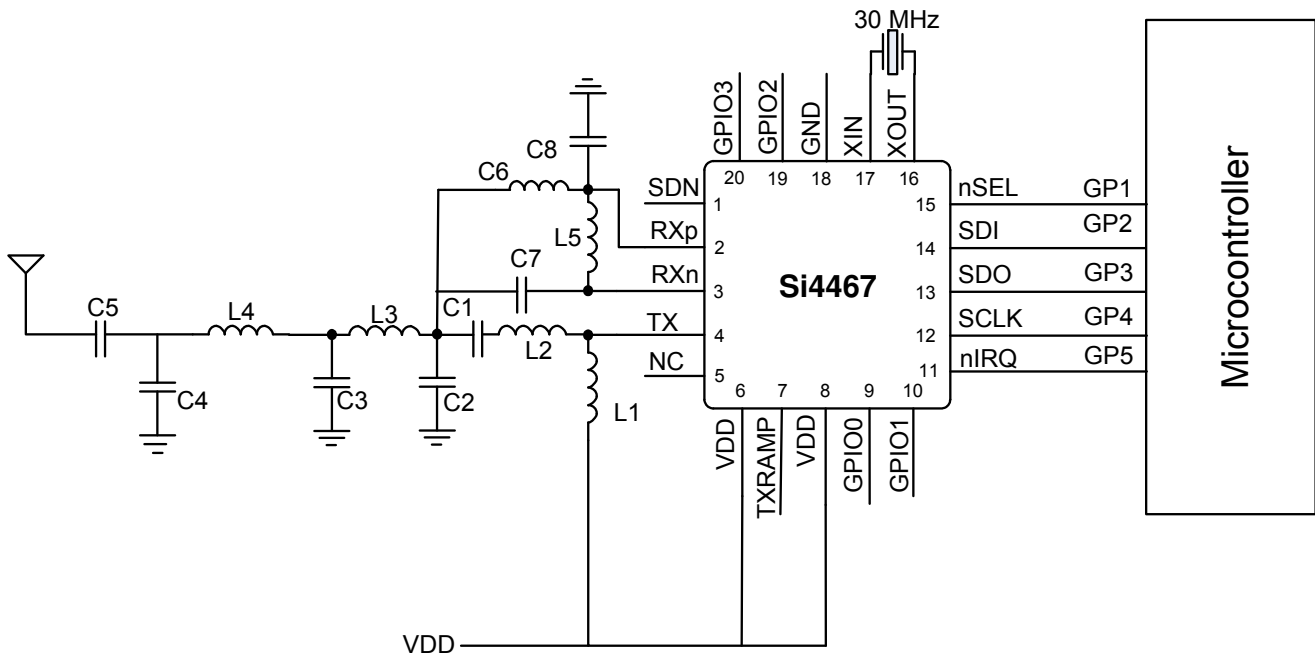 30 MHz
GPIO3
GPIO2
GND
XIN
XOUT
C8
C6
20
19
18
17
16
SDN
1
nSEL
15
GP1
RXp
2
L5
SDI
14
GP2
C7
RXn
3
Si4467
SDO
13
GP3
C5
L4
L3
C1
L2
TX
4
SCLK
12
GP4
NC
5
nIRQ
11
GP5
Microcontroller
C4
C3
C2
L1
6
7
8
9
10
VDD
TXRAMP
VDD
GPIO0
GPIO1
VDD